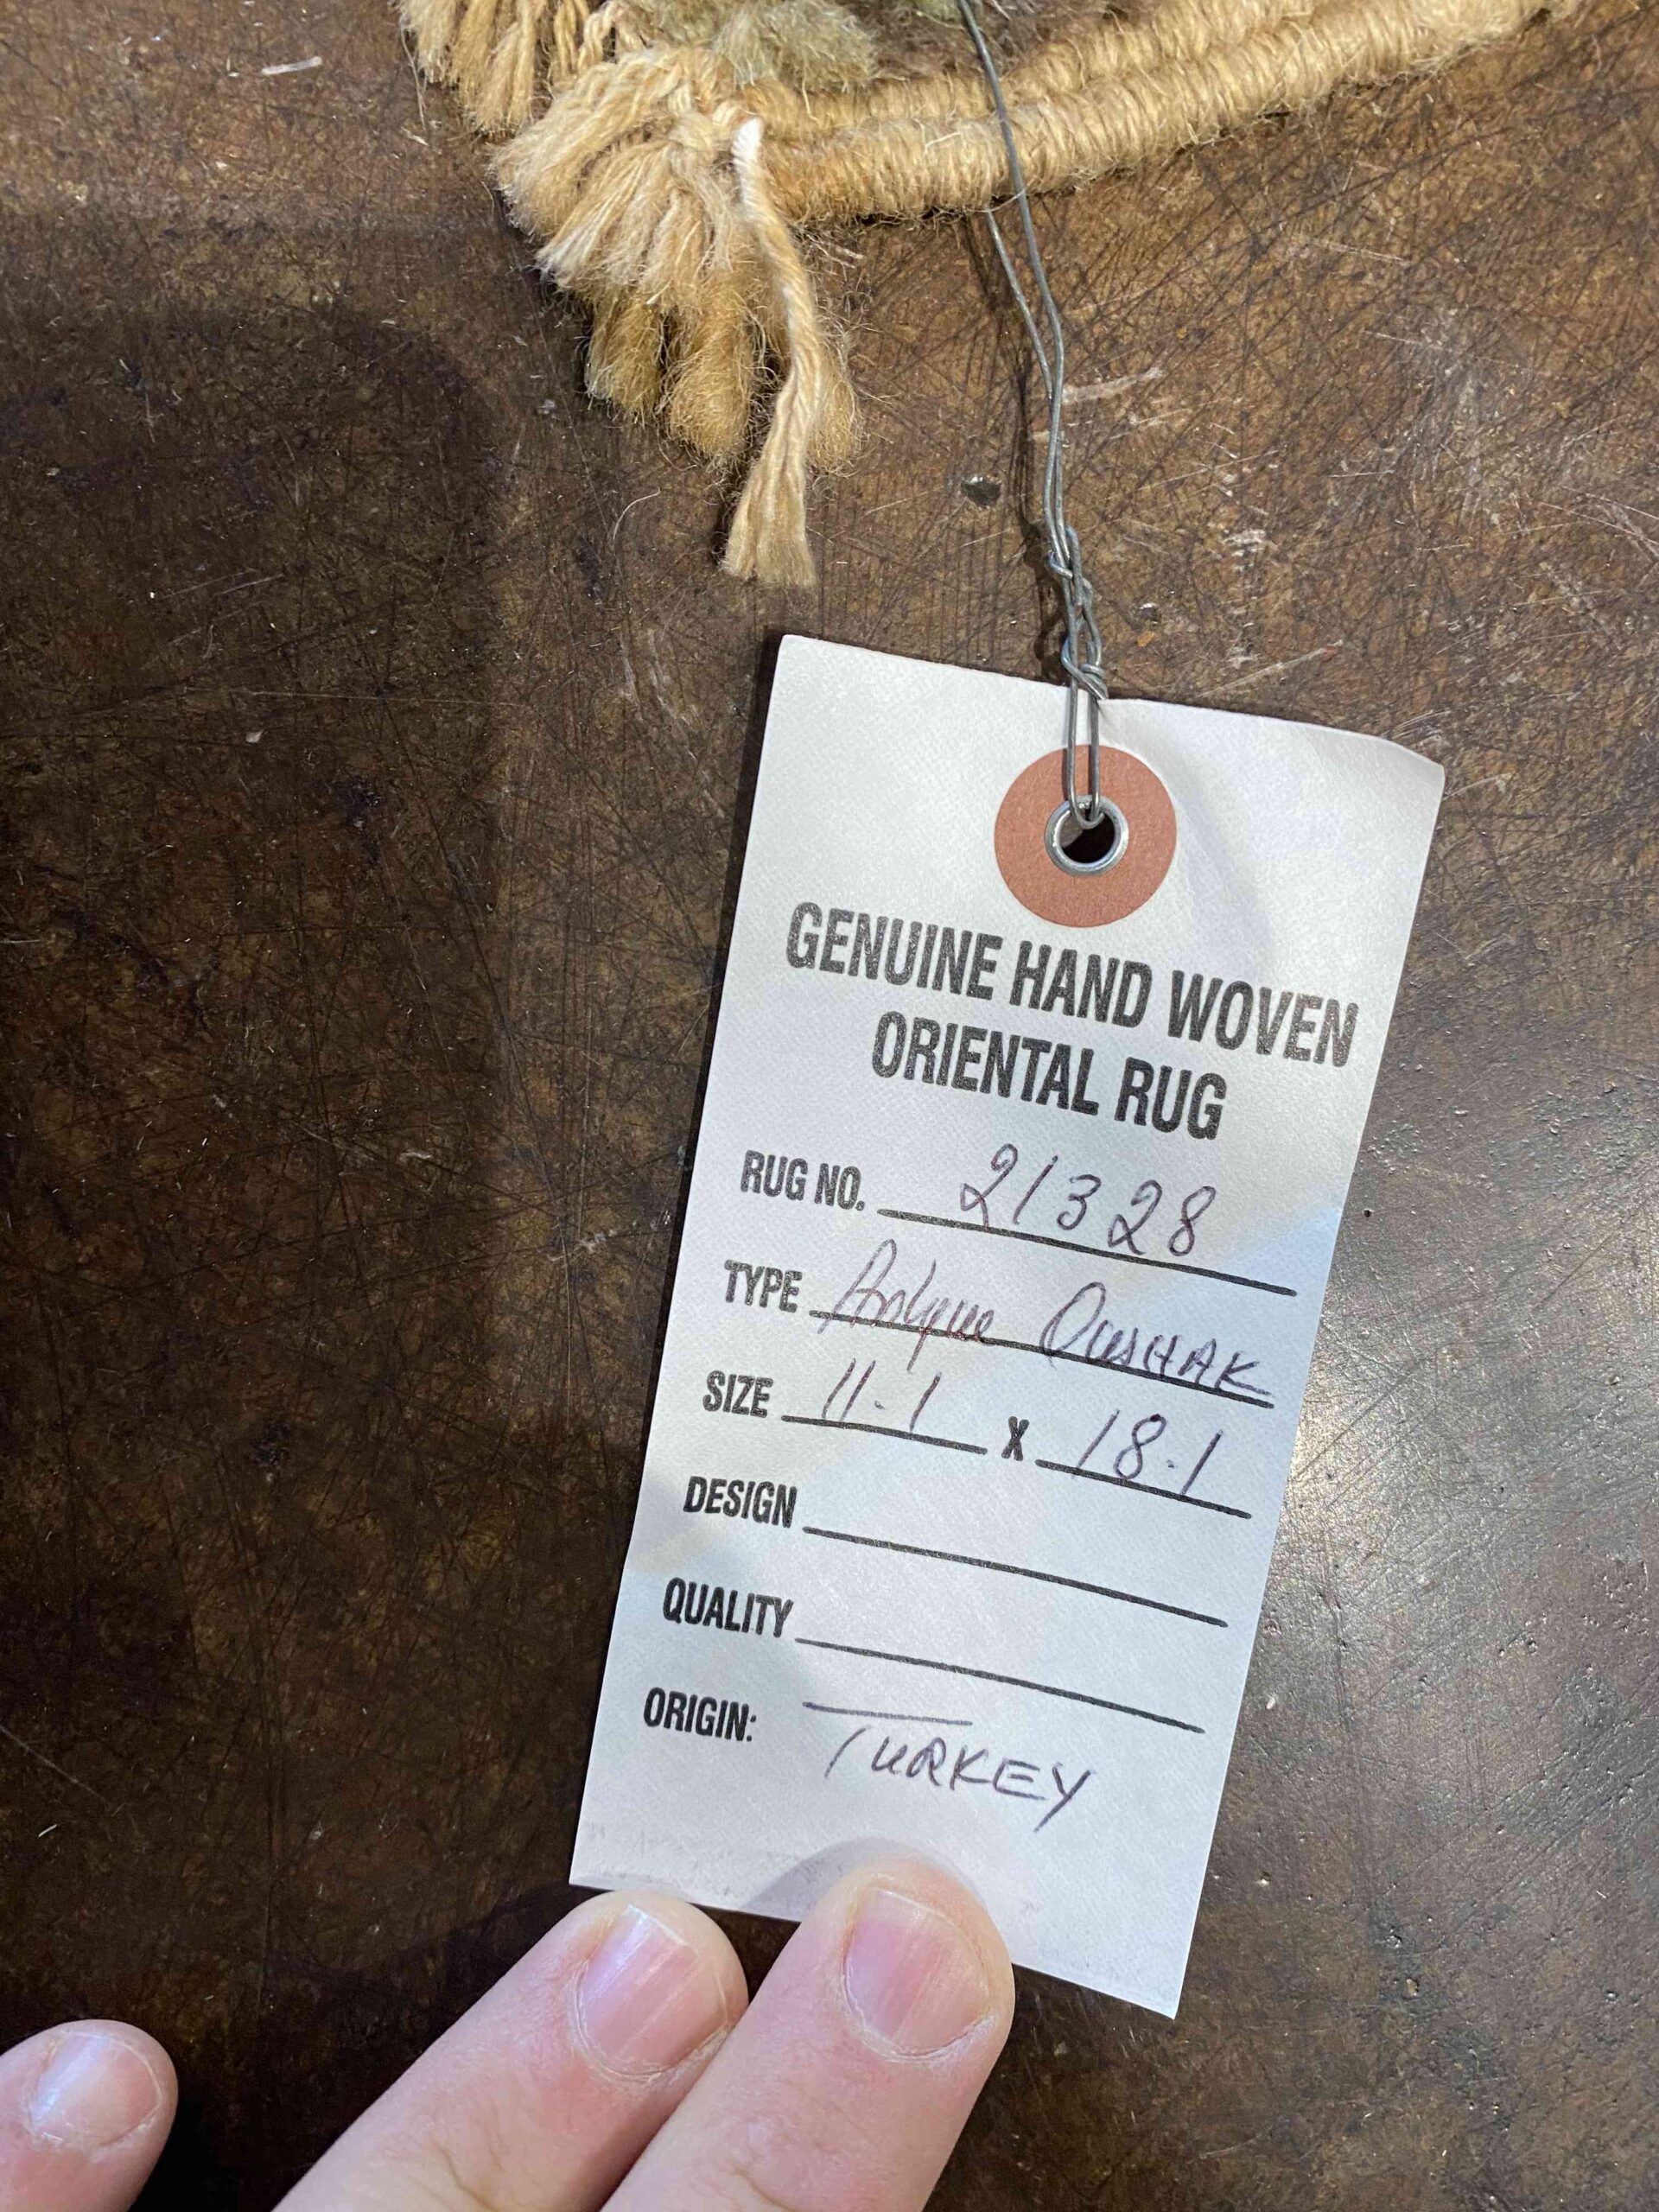 GENUINE HAND WOVEN
ORIENTAL RUG
RUG NO. 21328
TYPE Antique OUSHAK
SIZE 11.1 X 18.1
DESIGN
QUALITY
ORIGIN: TURKEY